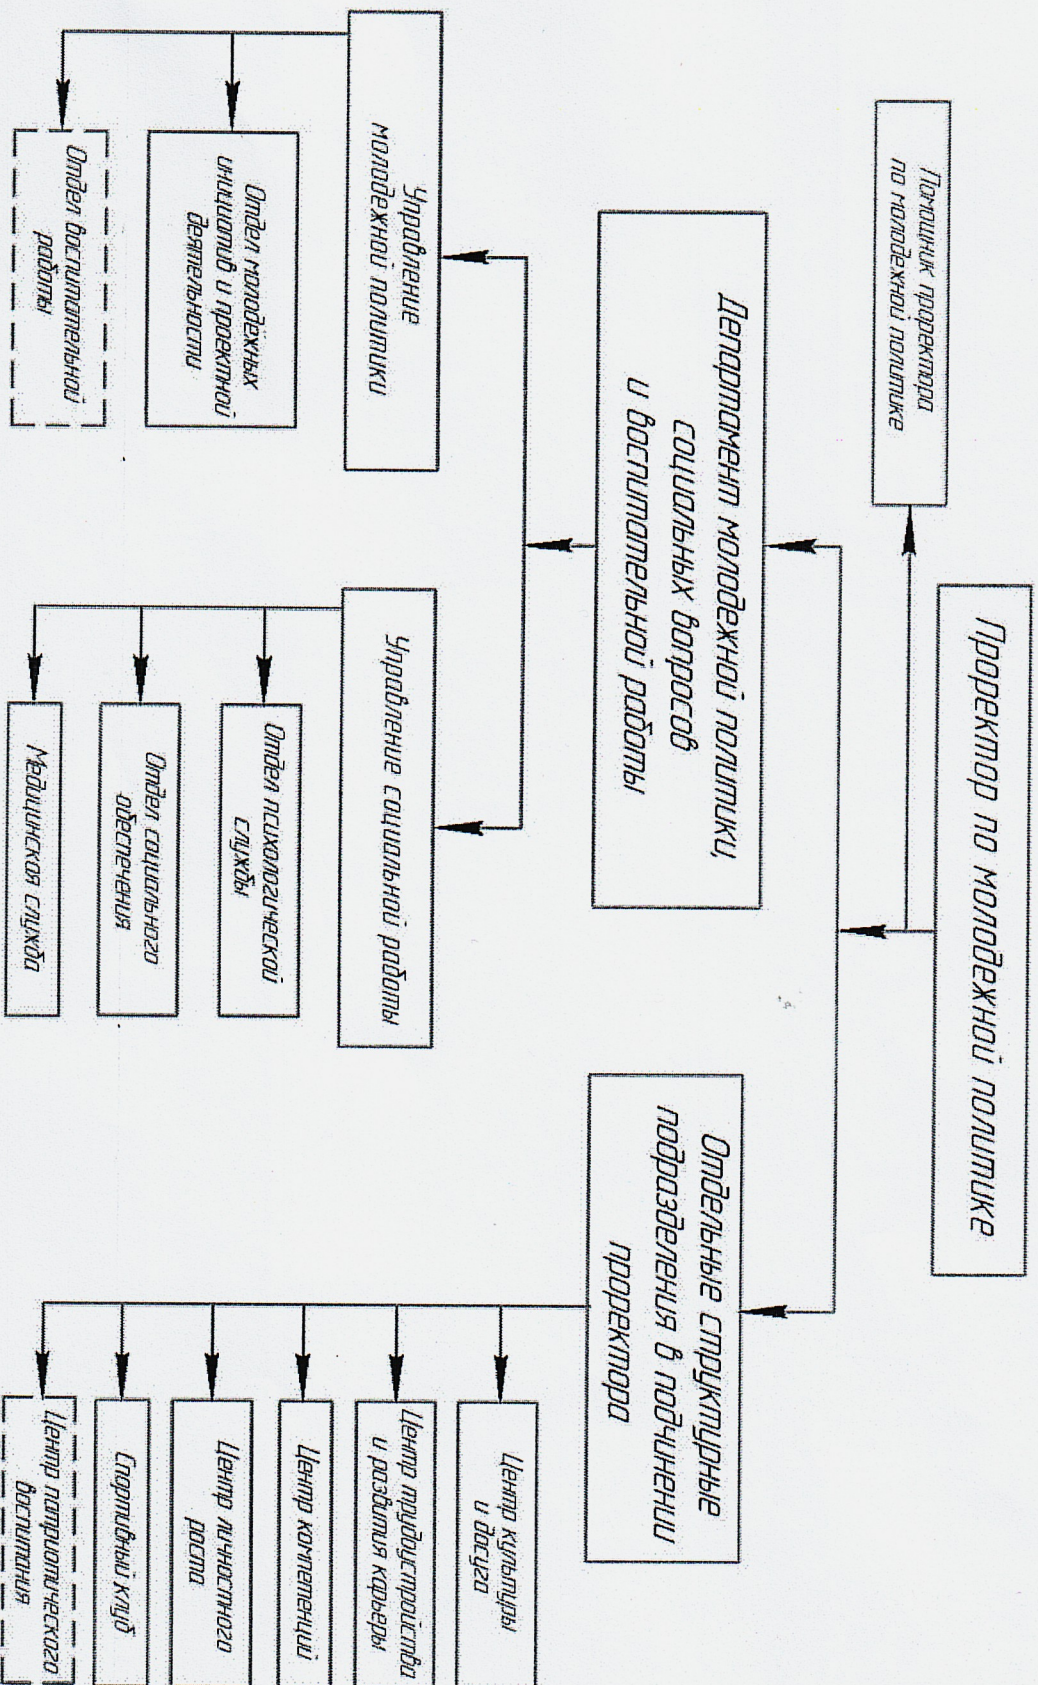 Проректор по молодежной политике
Помощник проректора
по молодежной политике
Департамент молодежной политики,
социальных вопросов
и воспитательной работы
Отдельные структурные
подразделения в подчинении
проректора
Управление
молодежной политики
Управление социальной работы
Отдел молодёжных
инициатив и проектной
деятельности
Отдел воспитательной
работы
Отдел психологической
службы
Отдел социального
обеспечения
Медицинская служба
Центр культуры
и досуга
Центр трудоустройства
и развития карьеры
Центр компетенций
Центр личностного
роста
Спортивный клуб
Центр патриотического
воспитания